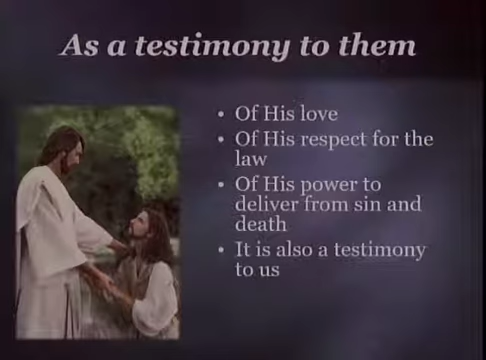 As a testimony to them
• Of His love
• Of His respect for the
law
• Of His power to
deliver from sin and
death
• It is also a testimony
to us